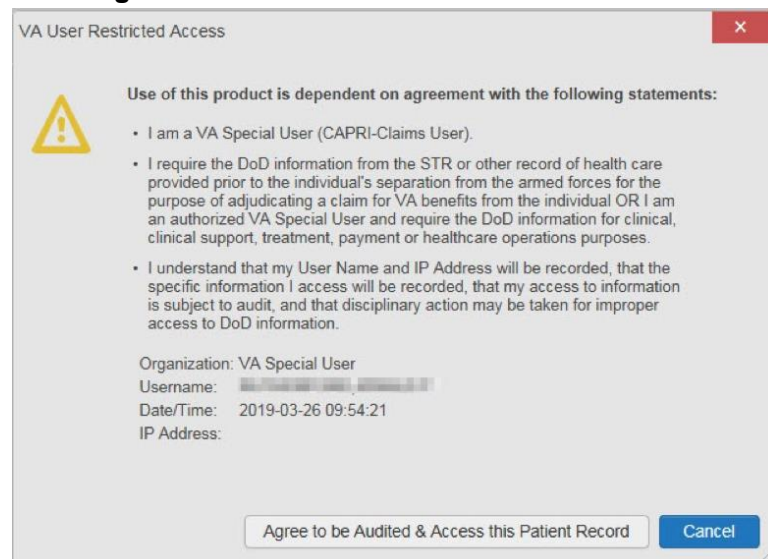 VA User Restricted Access
Use of this product is dependent on agreement with the following statements:
• I am a VA Special User (CAPRI-Claims User).
• I require the DoD information from the STR or other record of health care
provided prior to the individual's separation from the armed forces for the
purpose of adjudicating a claim for VA benefits from the individual OR I am
an authorized VA Special User and require the DoD information for clinical,
clinical support, treatment, payment or healthcare operations purposes.
• I understand that my User Name and IP Address will be recorded, that the
specific information I access will be recorded, that my access to information
is subject to audit, and that disciplinary action may be taken for improper
access to DoD information.
Organization: VA Special User
Username:
Date/Time: 2019-03-26 09:54:21
IP Address:
Agree to be Audited & Access this Patient Record
Cancel